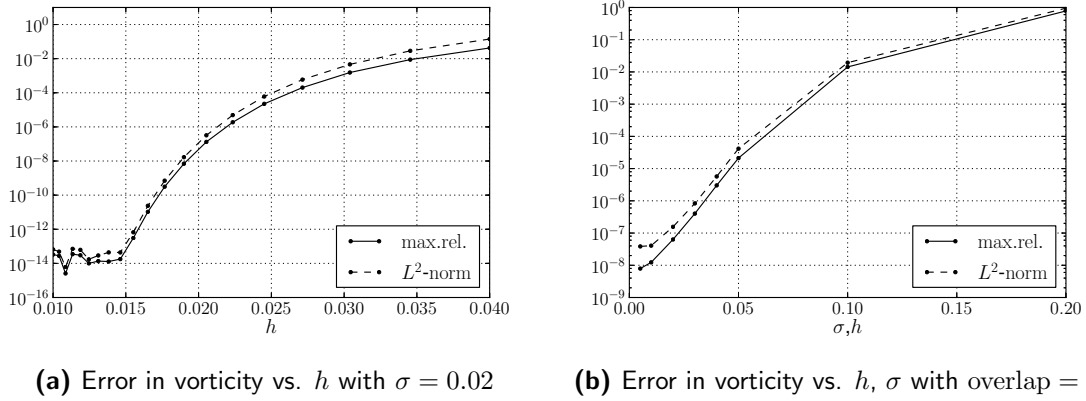 10^0
10^{-2}
10^{-4}
10^{-6}
10^{-8}
10^{-10}
10^{-12}
10^{-14}
10^{-16}
0.010 0.015 0.020 0.025 0.030 0.035 0.040
h
max.rel.
L^2-norm
(a) Error in vorticity vs. h with σ = 0.02
10^0
10^{-1}
10^{-2}
10^{-3}
10^{-4}
10^{-5}
10^{-6}
10^{-7}
10^{-8}
10^{-9}
0.00 0.05 0.10 0.15 0.20
σ,h
max.rel.
L^2-norm
(b) Error in vorticity vs. h, σ with overlap =